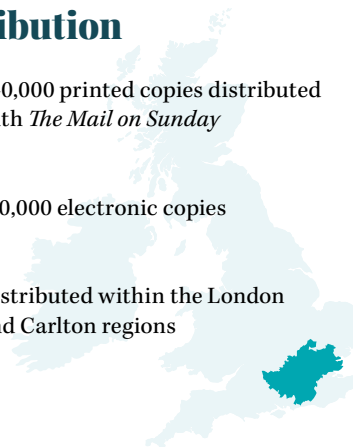 ibution
0,000 printed copies distributed
th The Mail on Sunday
0,000 electronic copies
stributed within the London
d Carlton regions